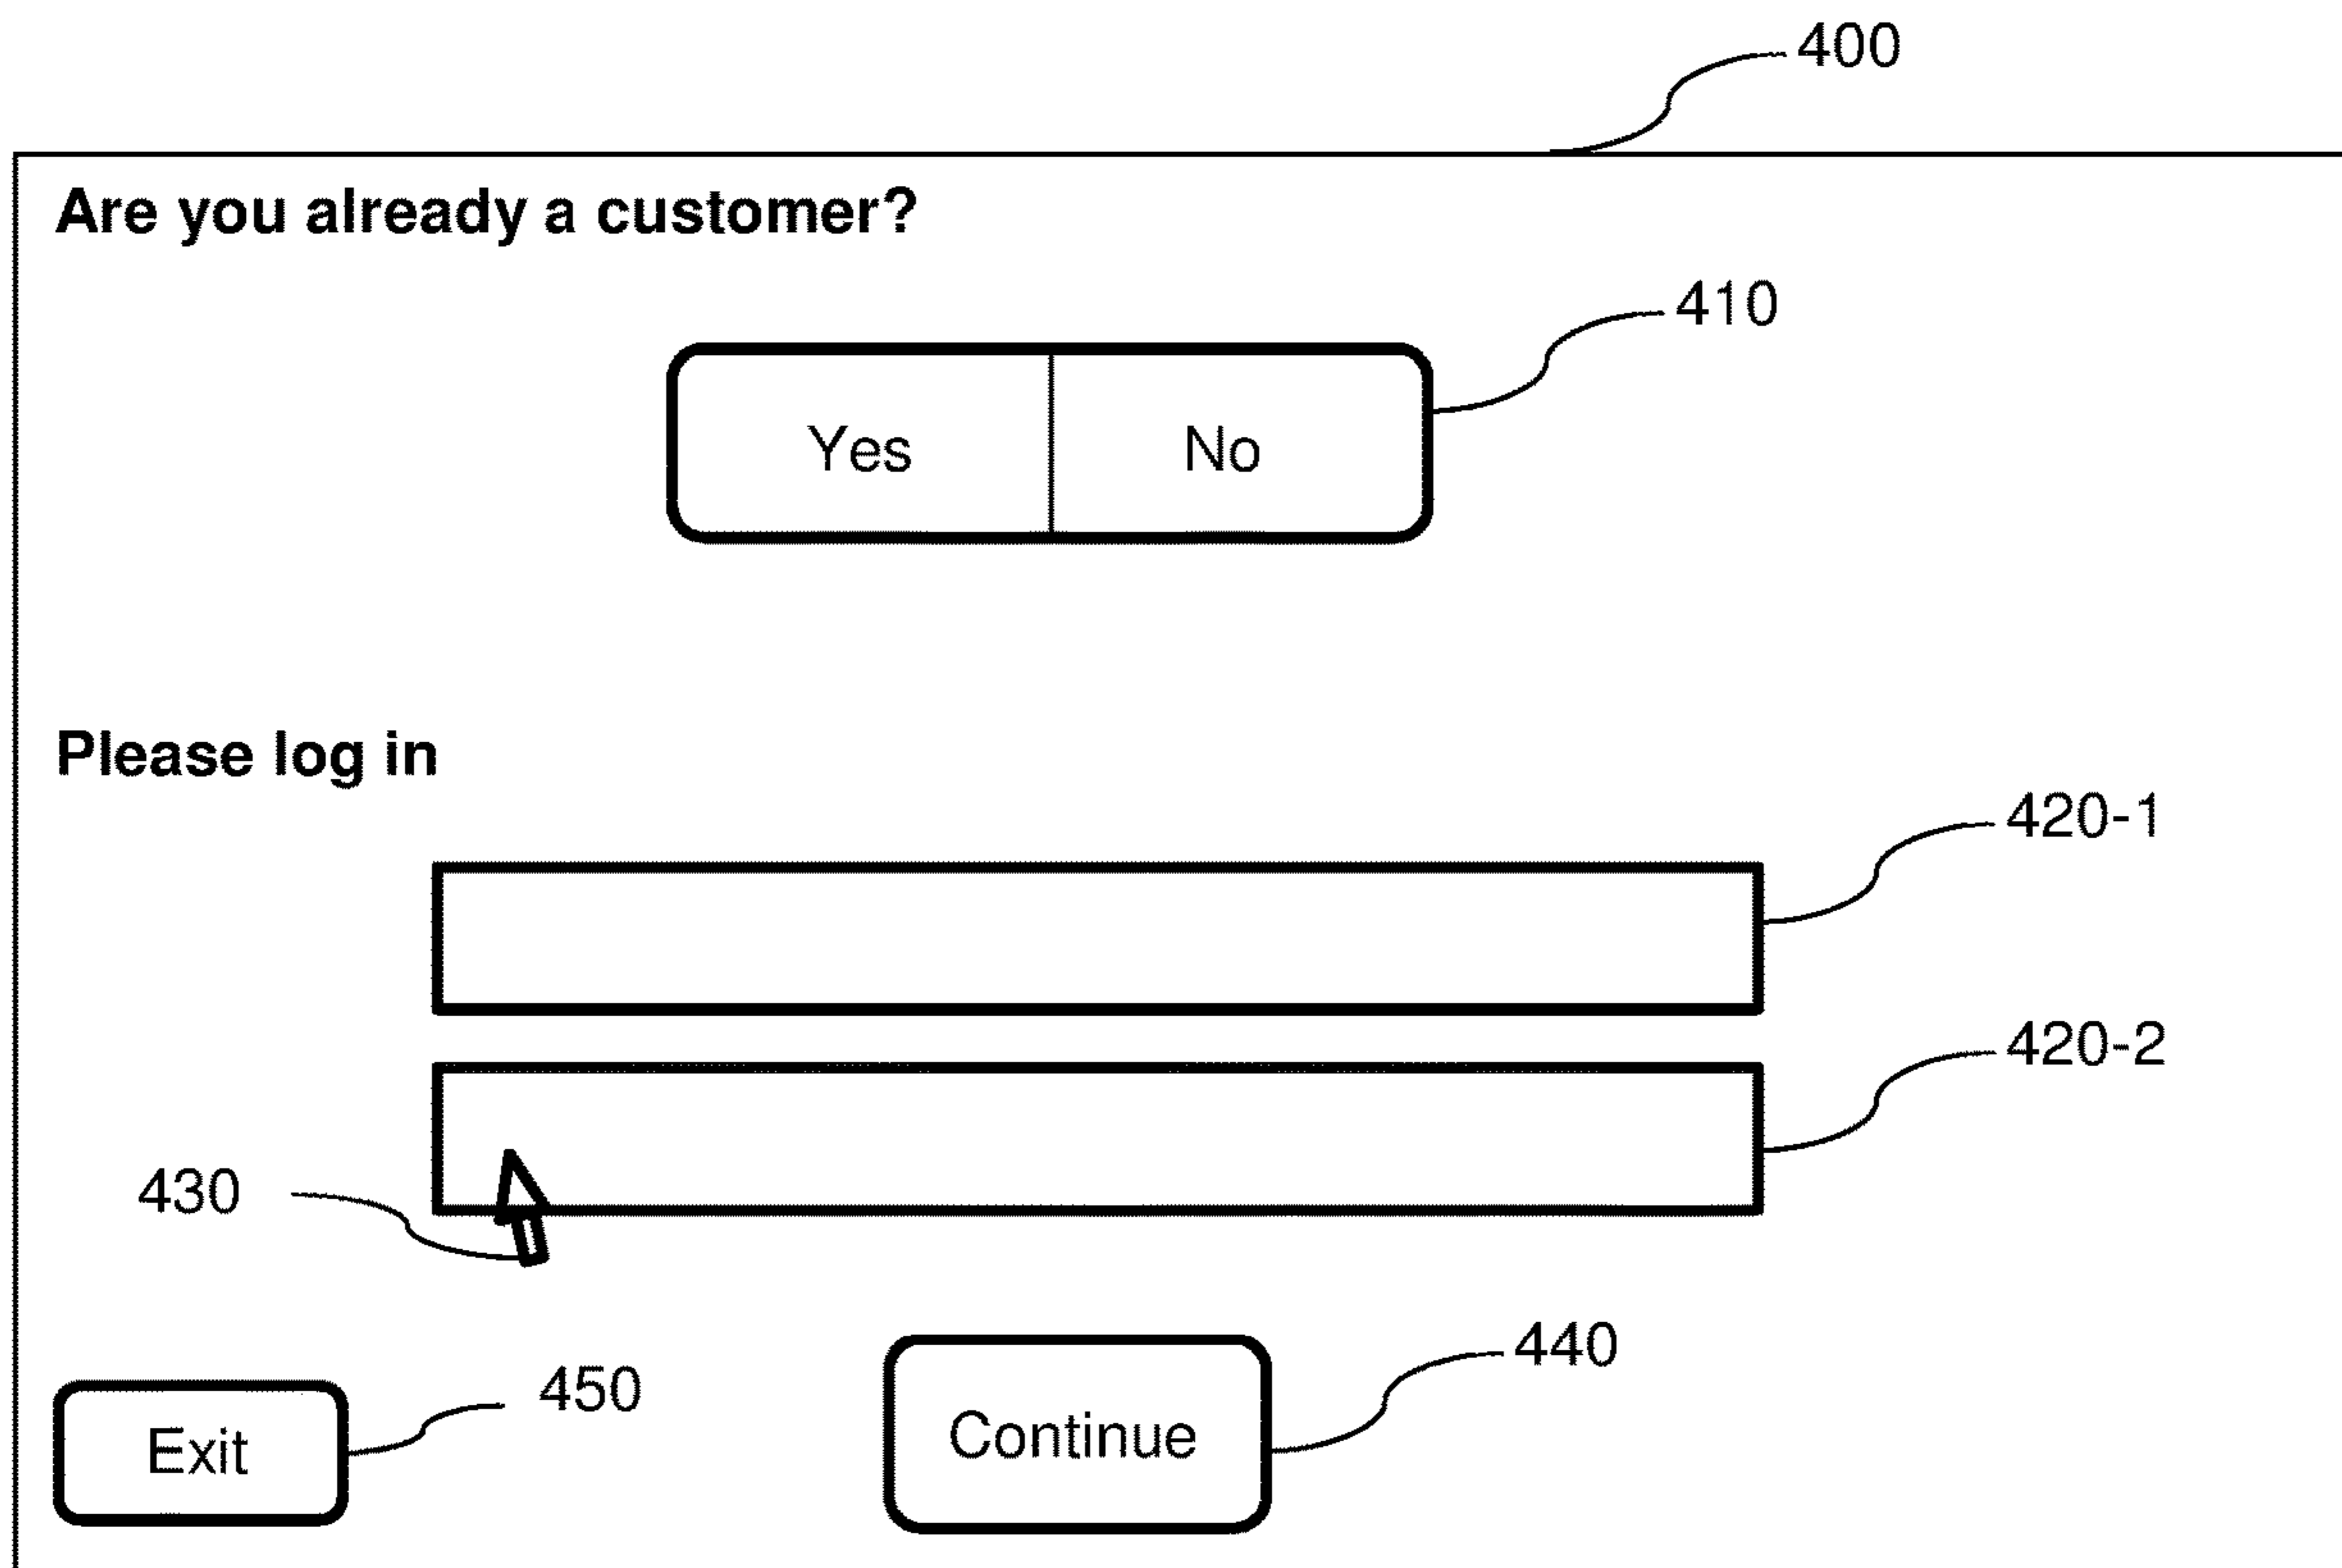 400
Are you already a customer?
410
Yes No
Please log in
420-1
420-2
430
440
450
Continue
Exit